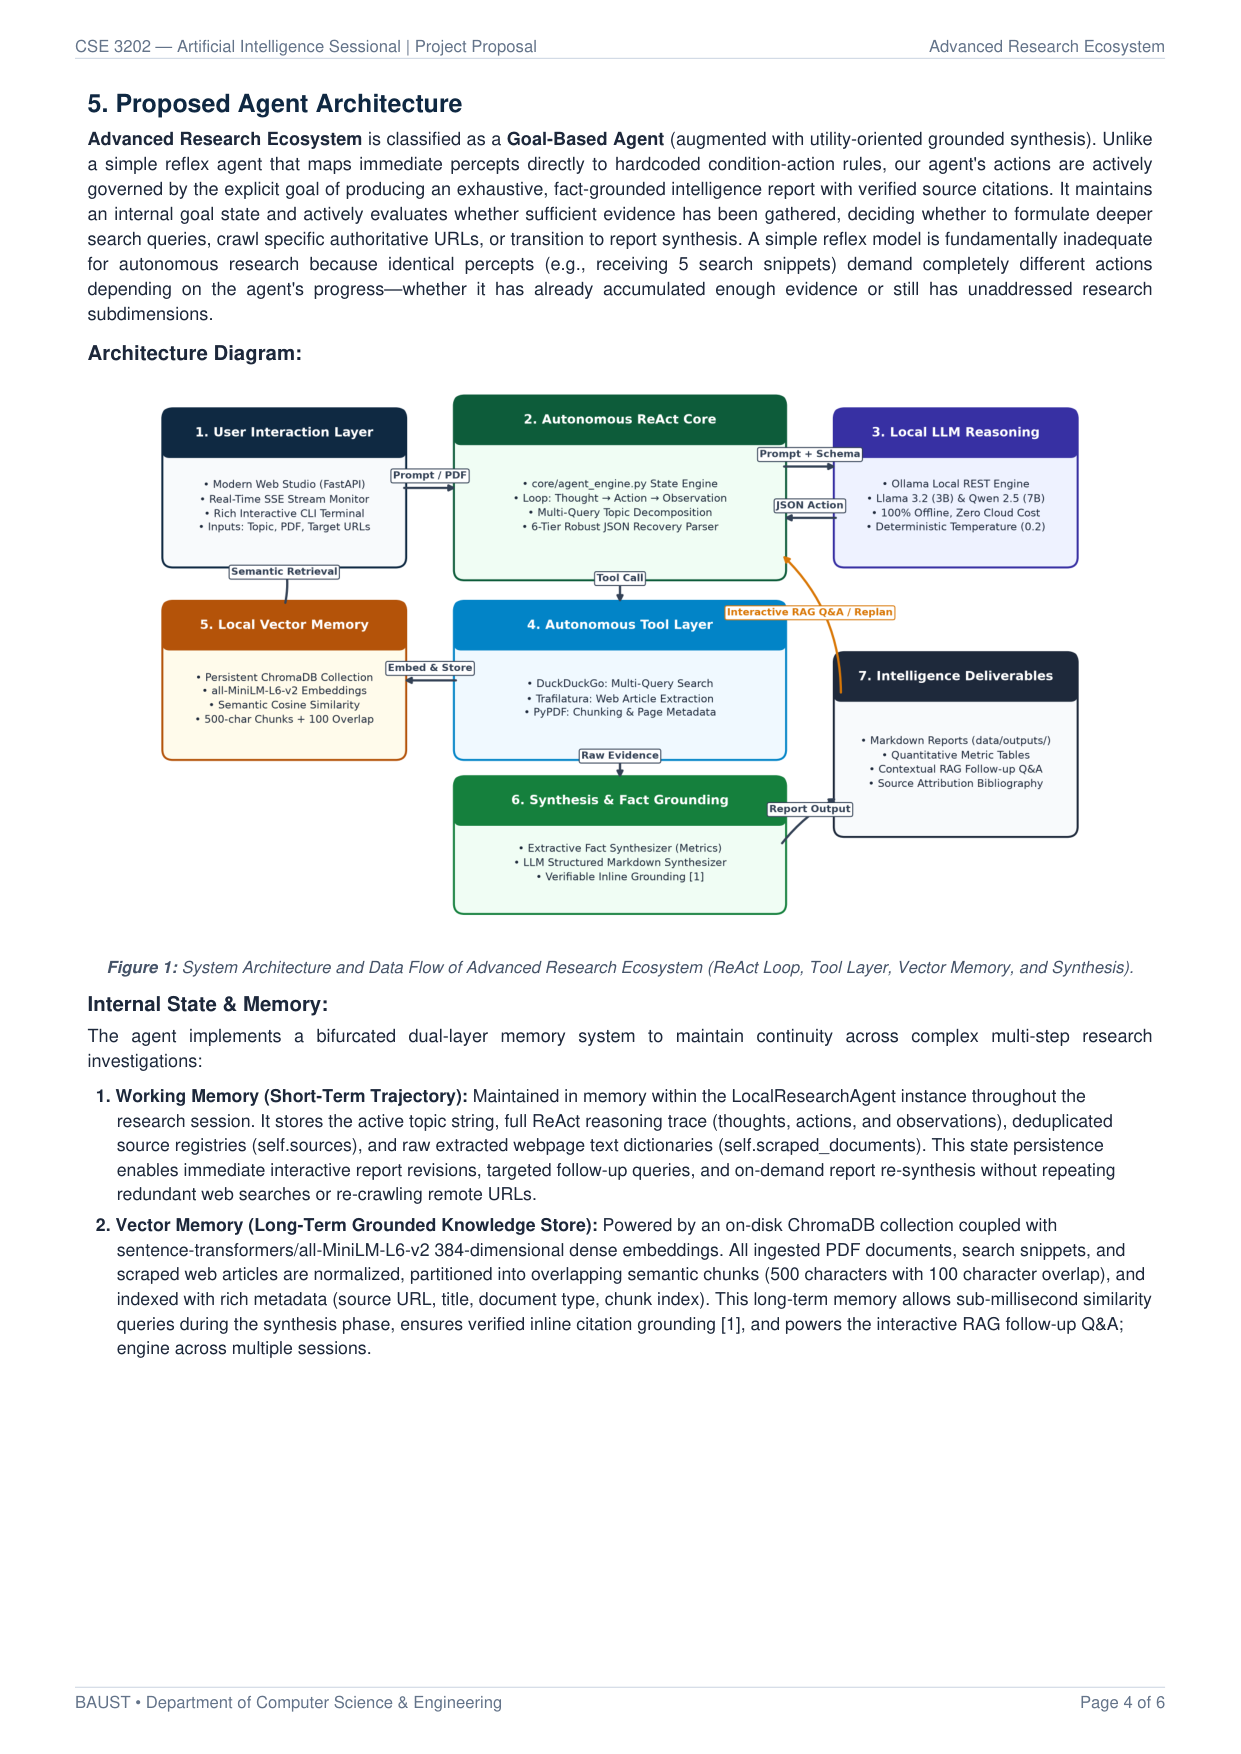 CSE 3202 — Artificial Intelligence Sessional | Project Proposal
Advanced Research Ecosystem
5. Proposed Agent Architecture
Advanced Research Ecosystem is classified as a Goal-Based Agent (augmented with utility-oriented grounded synthesis). Unlike
a simple reflex agent that maps immediate percepts directly to hardcoded condition-action rules, our agent's actions are actively
governed by the explicit goal of producing an exhaustive, fact-grounded intelligence report with verified source citations. It maintains
an internal goal state and actively evaluates whether sufficient evidence has been gathered, deciding whether to formulate deeper
search queries, crawl specific authoritative URLs, or transition to report synthesis. A simple reflex model is fundamentally inadequate
for autonomous research because identical percepts (e.g., receiving 5 search snippets) demand completely different actions
depending on the agent's progress—whether it has already accumulated enough evidence or still has unaddressed research
subdimensions.
Architecture Diagram:
1. User Interaction Layer
• Modern Web Studio (FastAPI)
• Real-Time SSE Stream Monitor
• Rich Interactive CLI Terminal
• Inputs: Topic, PDF, Target URLs
Prompt / PDF
2. Autonomous ReAct Core
• core/agent_engine.py State Engine
• Loop: Thought → Action → Observation
• Multi-Query Topic Decomposition
• 6-Tier Robust JSON Recovery Parser
Prompt + Schema
JSON Action
3. Local LLM Reasoning
• Ollama Local REST Engine
• Llama 3.2 (3B) & Qwen 2.5 (7B)
• 100% Offline, Zero Cloud Cost
• Deterministic Temperature (0.2)
Semantic Retrieval
Tool Call
Interactive RAG Q&A / Replan
5. Local Vector Memory
• Persistent ChromaDB Collection
• all-MiniLM-L6-v2 Embeddings
• Semantic Cosine Similarity
• 500-char Chunks + 100 Overlap
Embed & Store
4. Autonomous Tool Layer
• DuckDuckGo: Multi-Query Search
• Trafilatura: Web Article Extraction
• PyPDF: Chunking & Page Metadata
7. Intelligence Deliverables
• Markdown Reports (data/outputs/)
• Quantitative Metric Tables
• Contextual RAG Follow-up Q&A
• Source Attribution Bibliography
Raw Evidence
6. Synthesis & Fact Grounding
• Extractive Fact Synthesizer (Metrics)
• LLM Structured Markdown Synthesizer
• Verifiable Inline Grounding [1]
Report Output
Figure 1: System Architecture and Data Flow of Advanced Research Ecosystem (ReAct Loop, Tool Layer, Vector Memory, and Synthesis).
Internal State & Memory:
The agent implements a bifurcated dual-layer memory system to maintain continuity across complex multi-step research
investigations:
1. Working Memory (Short-Term Trajectory): Maintained in memory within the LocalResearchAgent instance throughout the
research session. It stores the active topic string, full ReAct reasoning trace (thoughts, actions, and observations), deduplicated
source registries (self.sources), and raw extracted webpage text dictionaries (self.scraped_documents). This state persistence
enables immediate interactive report revisions, targeted follow-up queries, and on-demand report re-synthesis without repeating
redundant web searches or re-crawling remote URLs.
2. Vector Memory (Long-Term Grounded Knowledge Store): Powered by an on-disk ChromaDB collection coupled with
sentence-transformers/all-MiniLM-L6-v2 384-dimensional dense embeddings. All ingested PDF documents, search snippets, and
scraped web articles are normalized, partitioned into overlapping semantic chunks (500 characters with 100 character overlap), and
indexed with rich metadata (source URL, title, document type, chunk index). This long-term memory allows sub-millisecond similarity
queries during the synthesis phase, ensures verified inline citation grounding [1], and powers the interactive RAG follow-up Q&A;
engine across multiple sessions.
BAUST • Department of Computer Science & Engineering
Page 4 of 6